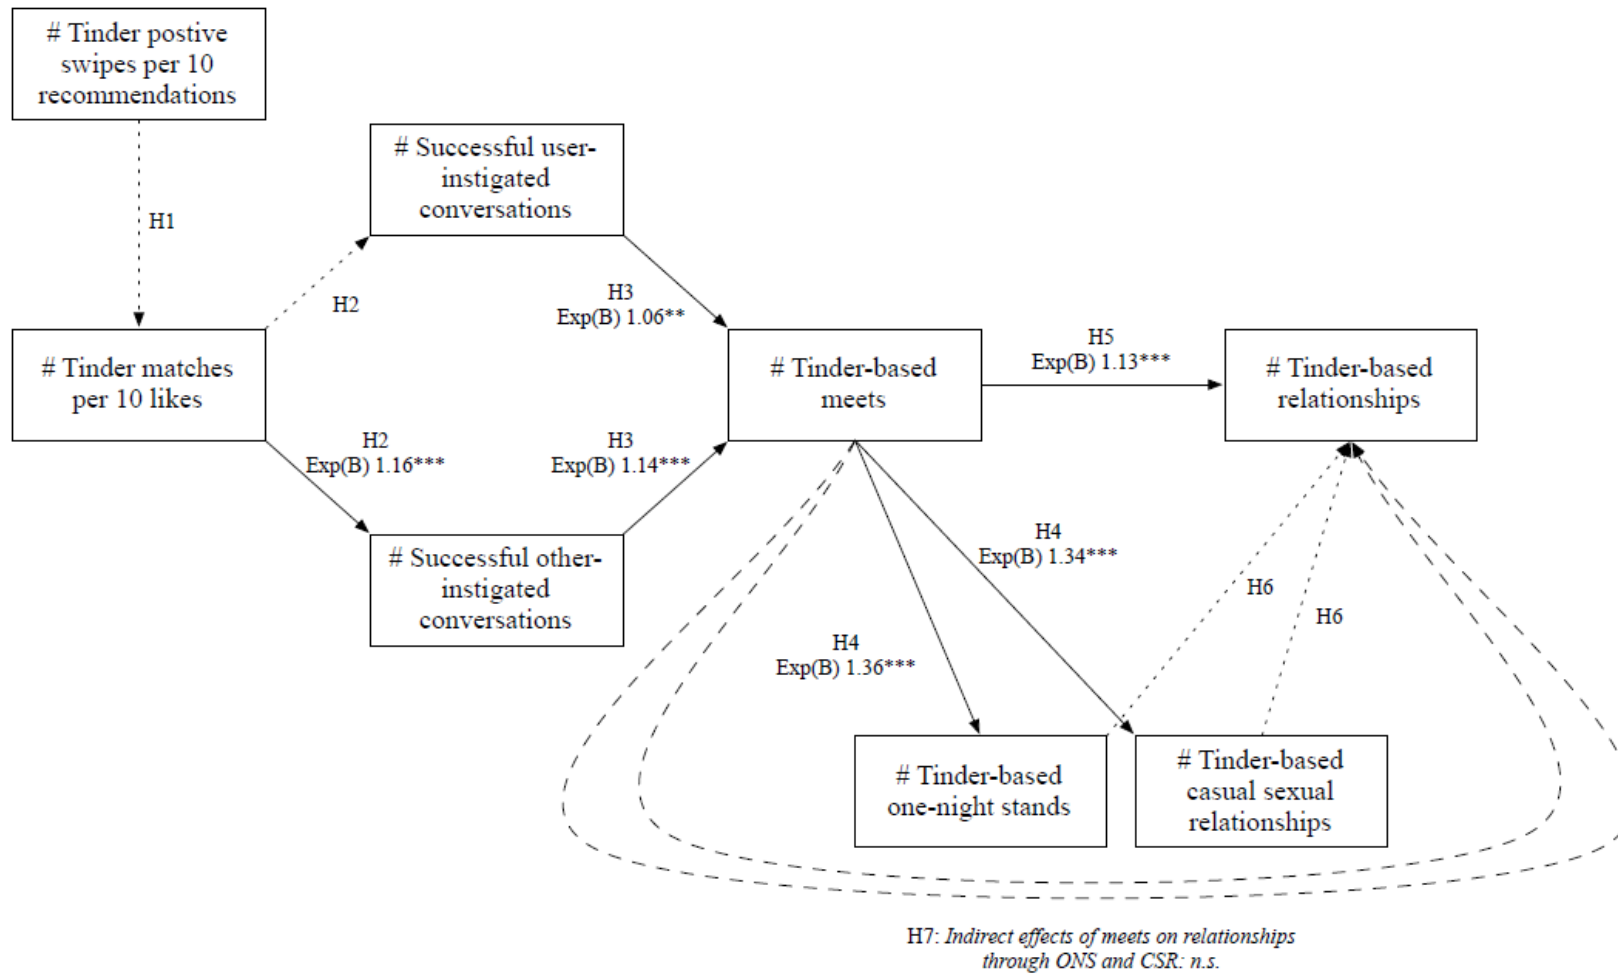 # Tinder postive
swipes per 10
recommendations
H1
# Tinder matches
per 10 likes
H2
# Successful user-
instigated
conversations
H2
Exp(B) 1.16***
# Successful other-
instigated
conversations
H3
Exp(B) 1.06**
H3
Exp(B) 1.14***
# Tinder-based
meets
H5
Exp(B) 1.13***
# Tinder-based
relationships
H4
Exp(B) 1.34***
H4
Exp(B) 1.36***
H6
H6
# Tinder-based
one-night stands
# Tinder-based
casual sexual
relationships
H7: Indirect effects of meets on relationships
through ONS and CSR: n.s.